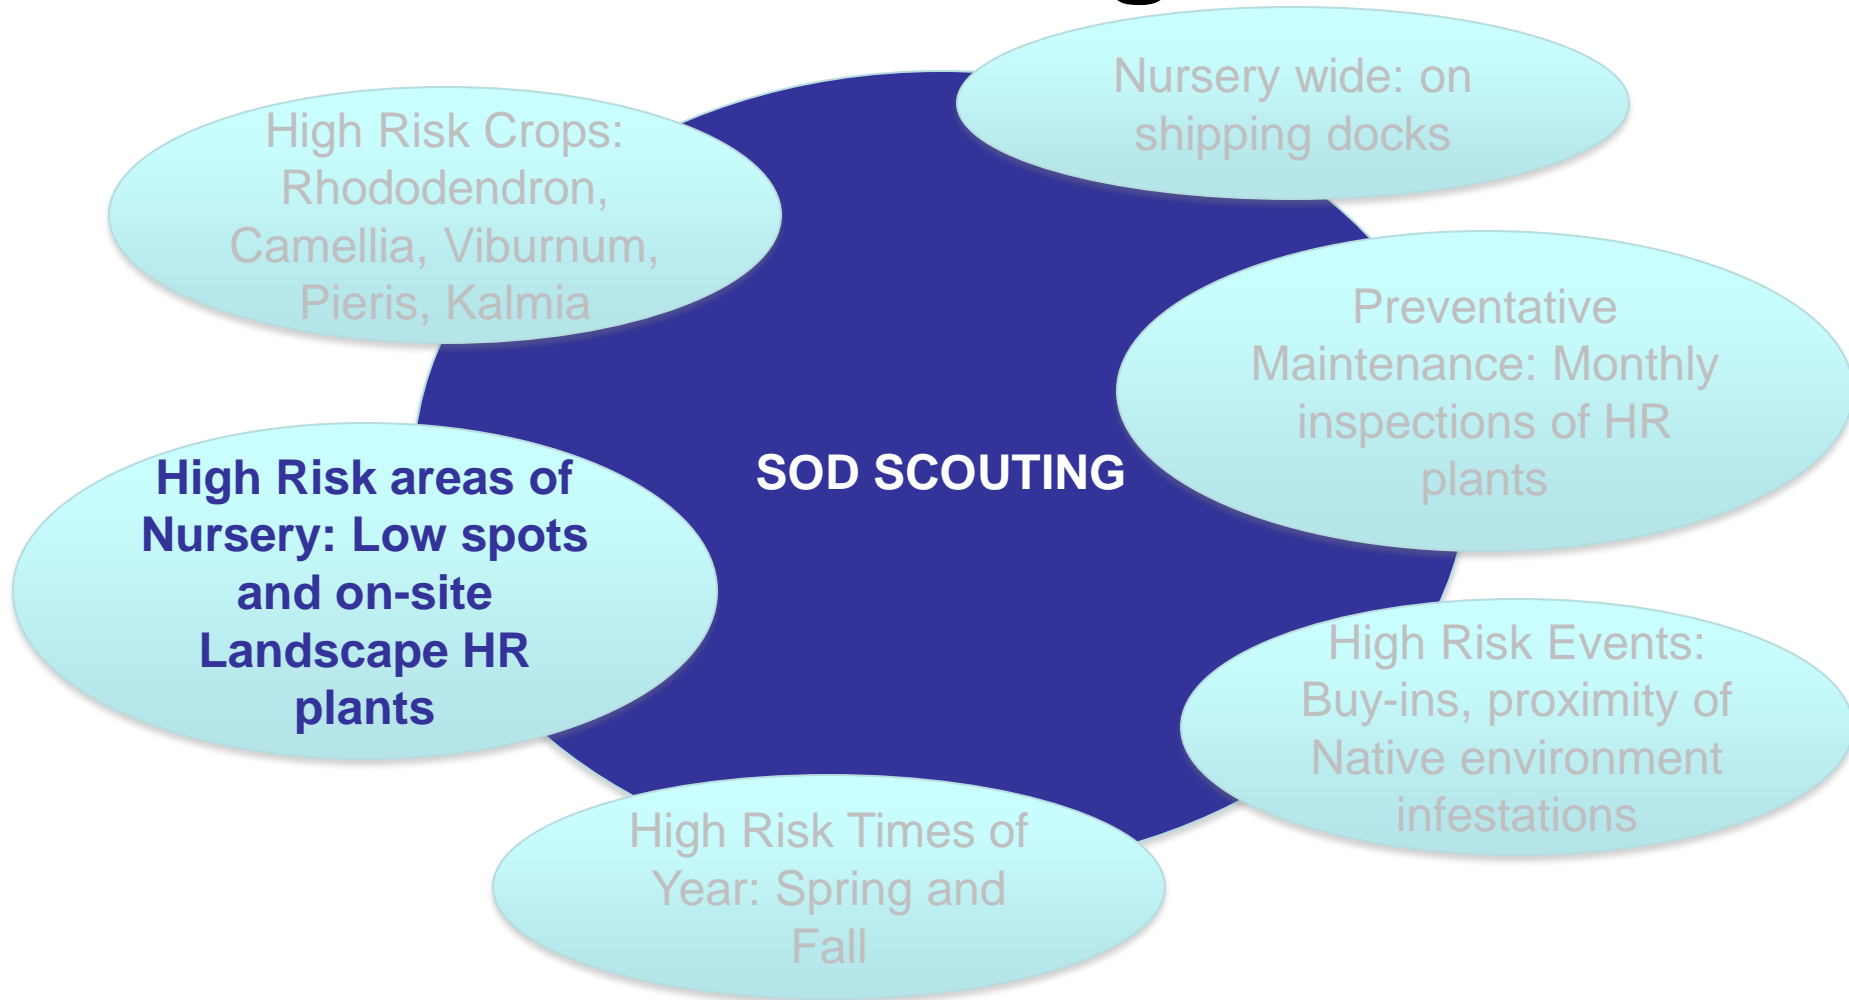 Nursery wide: on
shipping docks
High Risk Crops:
Rhododendron,
Camellia, Viburnum,
Pieris, Kalmia
Preventative
Maintenance: Monthly
inspections of HR
plants
SOD SCOUTING
High Risk areas of
Nursery: Low spots
and on-site
Landscape HR
plants
High Risk Events:
Buy-ins, proximity of
Native environment
infestations
High Risk Times of
Year: Spring and
Fall